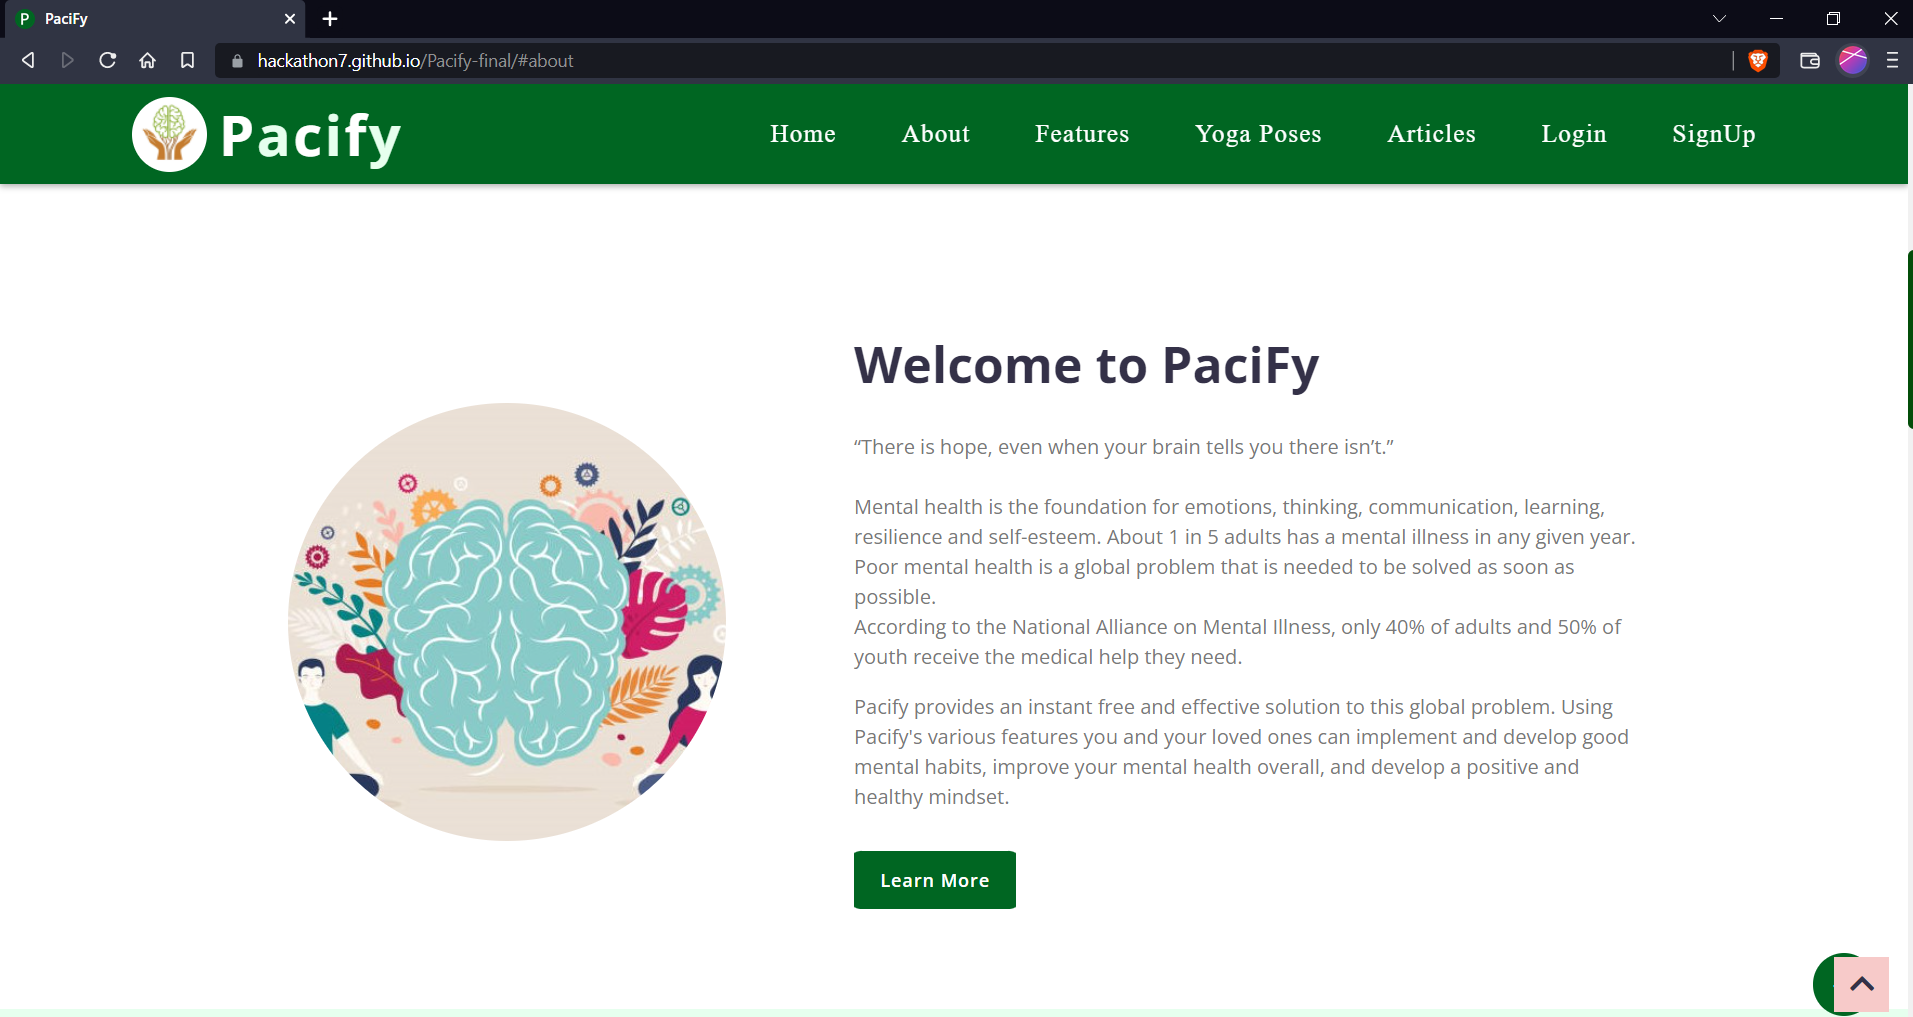 P PaciFy
hackathon7.github.io/Pacify-final/#about
Pacify
Home About Features Yoga Poses Articles Login SignUp
Welcome to PaciFy
“There is hope, even when your brain tells you there isn’t.”
Mental health is the foundation for emotions, thinking, communication, learning,
resilience and self-esteem. About 1 in 5 adults has a mental illness in any given year.
Poor mental health is a global problem that is needed to be solved as soon as
possible.
According to the National Alliance on Mental Illness, only 40% of adults and 50% of
youth receive the medical help they need.
Pacify provides an instant free and effective solution to this global problem. Using
Pacify's various features you and your loved ones can implement and develop good
mental habits, improve your mental health overall, and develop a positive and
healthy mindset.
Learn More